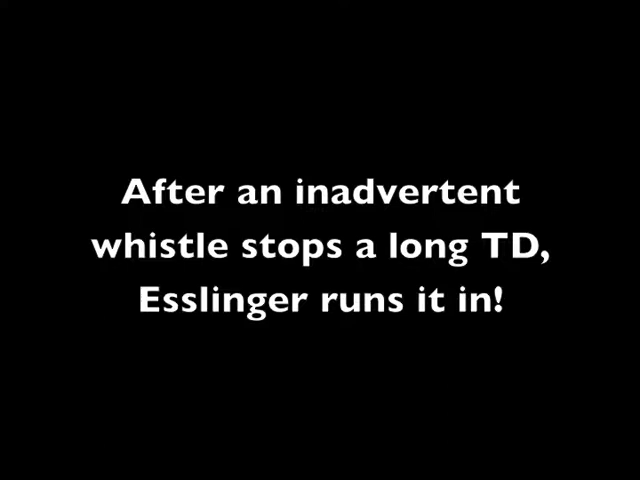 After an inadvertent
whistle stops a long TD,
Esslinger runs it in!